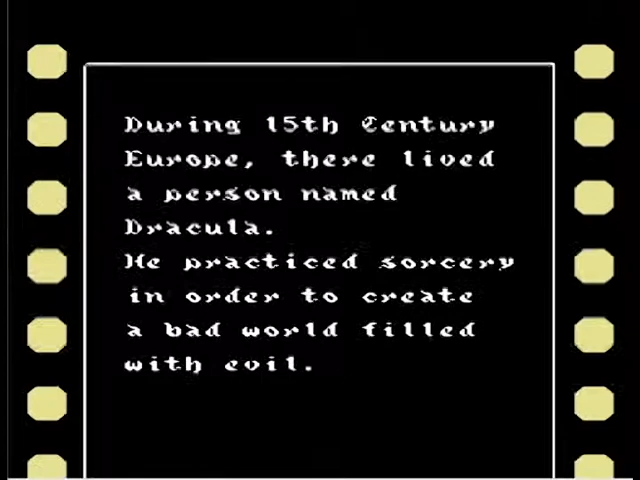 During 15th Century
Europe, there lived
a person named
Dracula.
He practiced sorcery
in order to create
a bad world filled
with evil.